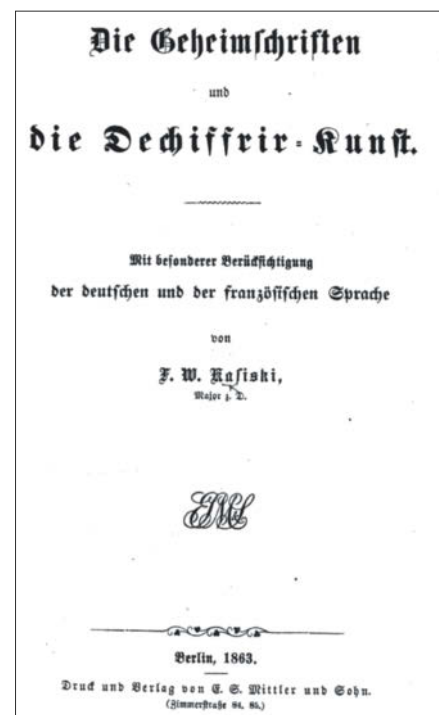 Die Geheimſchriften
und
die Dechiffrir-Kunſt.
Mit beſonderer Berückſichtigung
der deutſchen und der franzöſiſchen Sprache
von
F. W. Kaſiski,
Major z. D.
ESMS
Berlin, 1863.
Druck und Verlag von E. S. Mittler und Sohn.
(Zimmerſtraße 84. 85.)